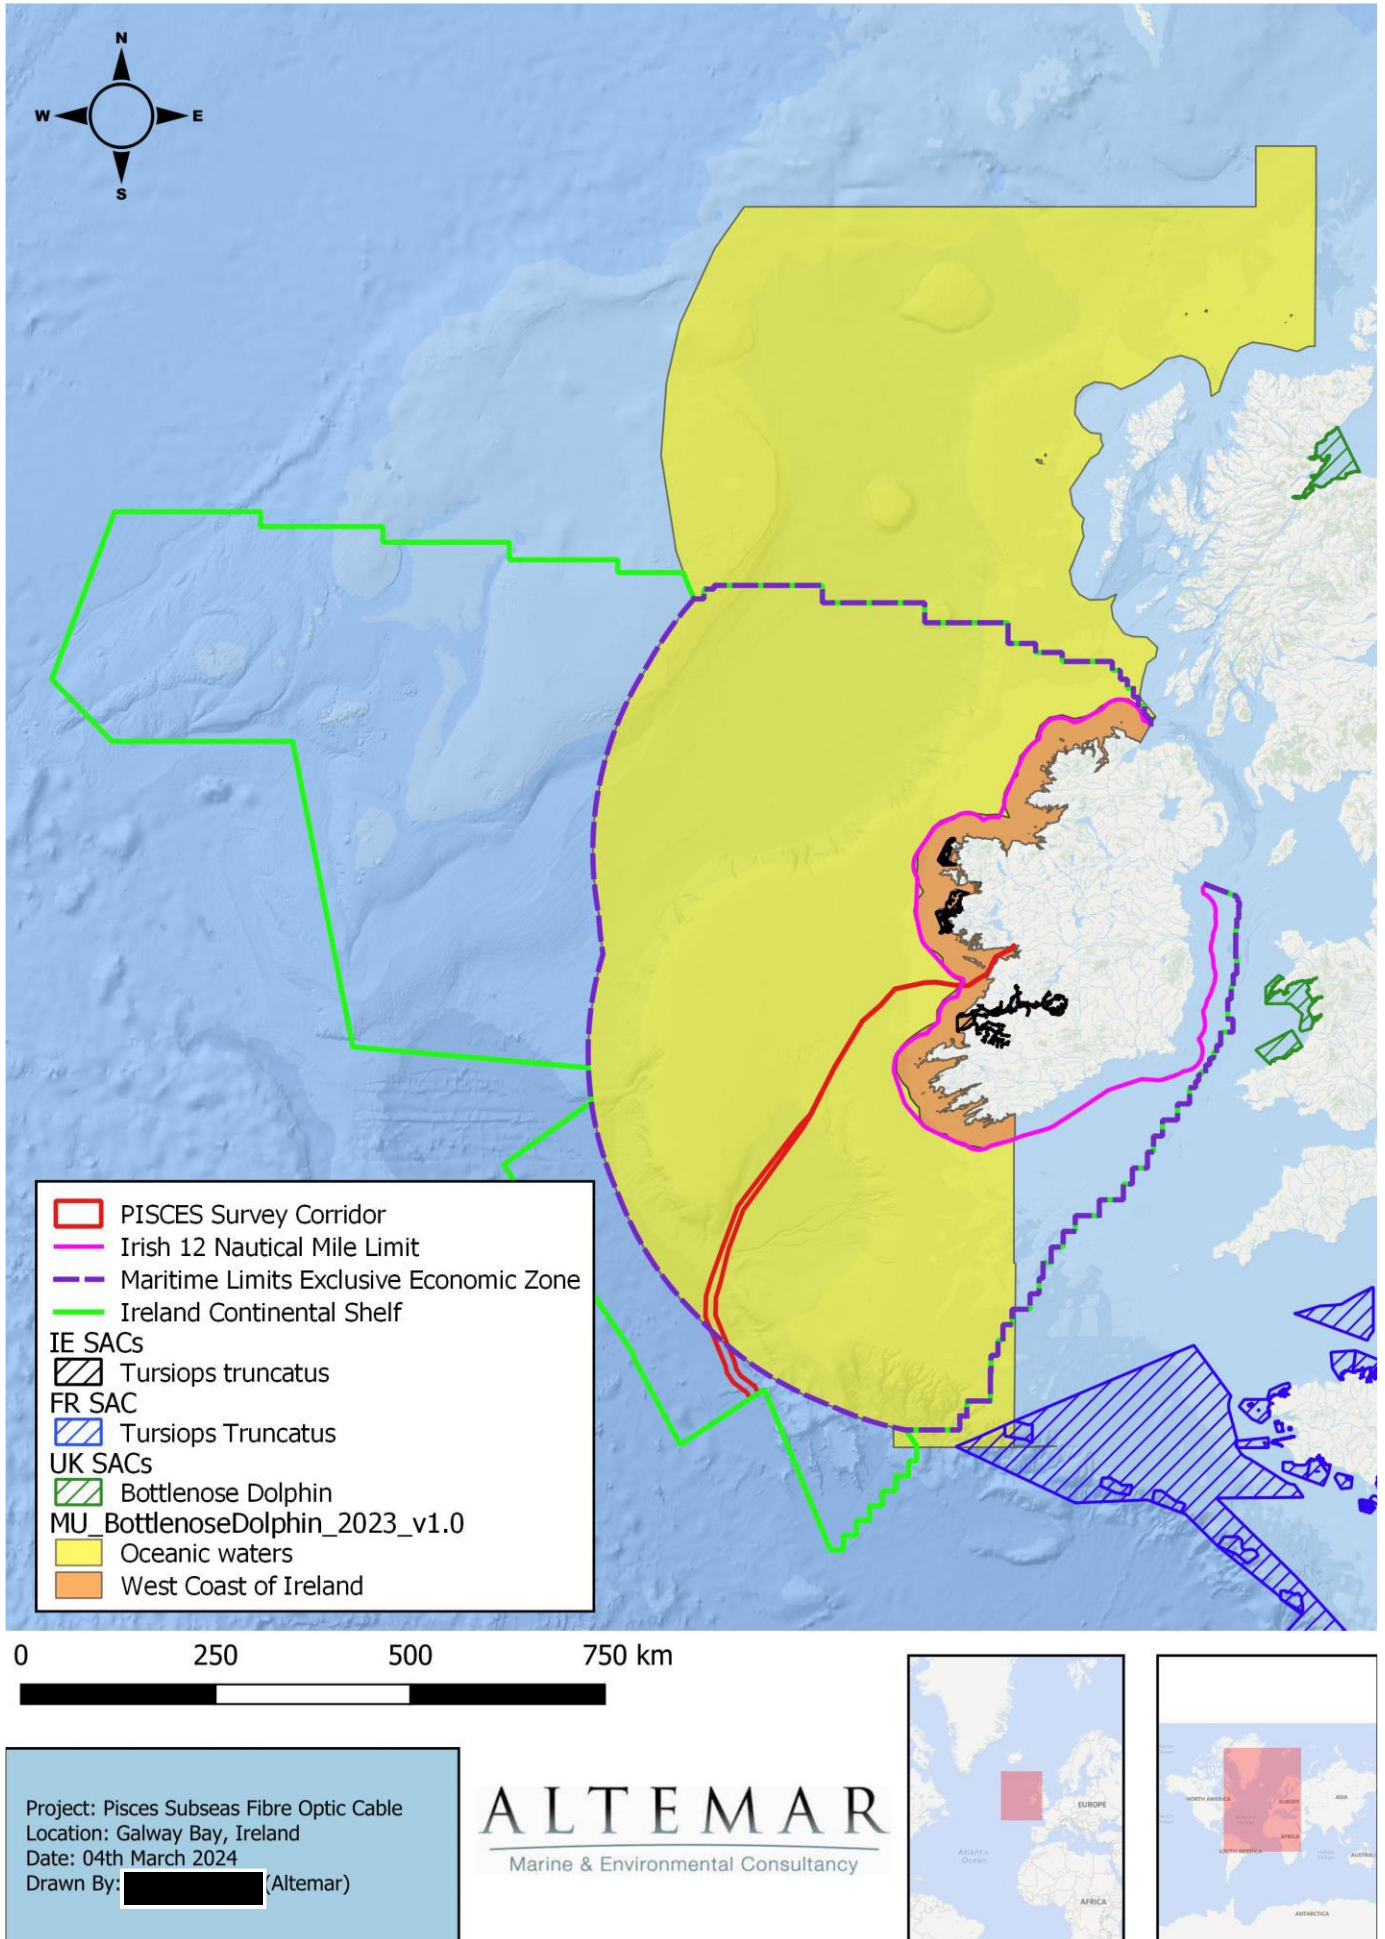 N
W
E
S
PISCES Survey Corridor
Irish 12 Nautical Mile Limit
Maritime Limits Exclusive Economic Zone
Ireland Continental Shelf
IE SACs
Tursiops truncatus
FR SAC
Tursiops Truncatus
UK SACs
Bottlenose Dolphin
MU_BottlenoseDolphin_2023_v1.0
Oceanic waters
West Coast of Ireland
0 250 500 750 km
Project: Pisces Subseas Fibre Optic Cable
Location: Galway Bay, Ireland
Date: 04th March 2024
Drawn By: (Altemar)
ALTEMAR
Marine & Environmental Consultancy
EUROPE
Atlantic
Ocean
AFRICA
NORTH AMERICA
EUROPE
ASIA
AFRICA
SOUTH AMERICA
AUSTRAL
ANTARCTICA